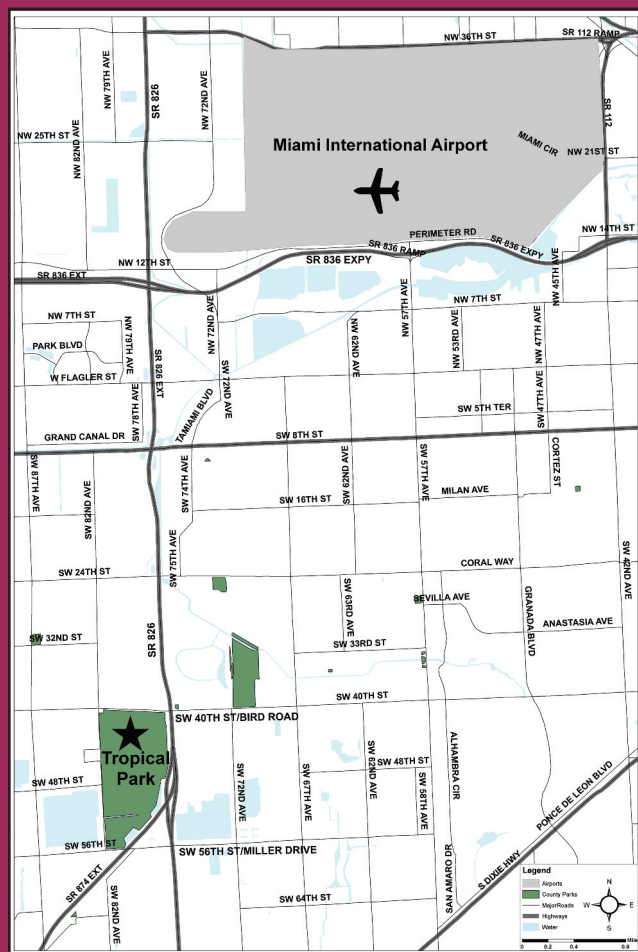 NW 36TH ST
SR 112 RAMP
NW 79TH AVE
SR 826
NW 72ND AVE
NW 82ND AVE
SR 112
NW 25TH ST
Miami International Airport
MIAMI CIR
NW 21ST ST
PERIMETER RD
NW 14TH ST
SR 836 RAMP
SR 836 EXPY
NW 12TH ST
SR 836 EXPY
SR 836 EXT
NW 45TH AVE
NW 7TH ST
NW 7TH ST
NW 79TH AVE
NW 72ND AVE
NW 62ND AVE
NW 57TH AVE
NW 53RD AVE
NW 47TH AVE
PARK BLVD
SR 826 EXT
W FLAGLER ST
SW 72ND AVE
SW 78TH AVE
TAMIAMI BLVD
SW 47TH AVE
SW 5TH TER
GRAND CANAL DR
SW 8TH ST
SW 87TH AVE
SW 82ND AVE
SW 74TH AVE
SW 62ND AVE
SW 57TH AVE
CORTEZ ST
MILAN AVE
SW 16TH ST
SW 75TH AVE
SW 42ND AVE
SW 24TH ST
CORAL WAY
SW 63RD AVE
SEVILLA AVE
GRANADA BLVD
ANASTASIA AVE
SW 32ND ST
SR 826
SW 33RD ST
SW 40TH ST
SW 40TH ST/BIRD ROAD
Tropical
Park
ALHAMBRA CIR
SW 48TH ST
SW 72ND AVE
SW 67TH AVE
SW 62ND AVE
SW 48TH ST
SW 58TH AVE
PONCE DE LEON BLVD
SW 56TH ST
SW 56TH ST/MILLER DRIVE
SR 874 EXT
SW 82ND AVE
SW 64TH ST
SAN AMARO DR
S DIXIE HWY
Legend
Airports
County Parks
MajorRoads
Highways
Water
N
W
E
S
0
0.2
0.4
0.8